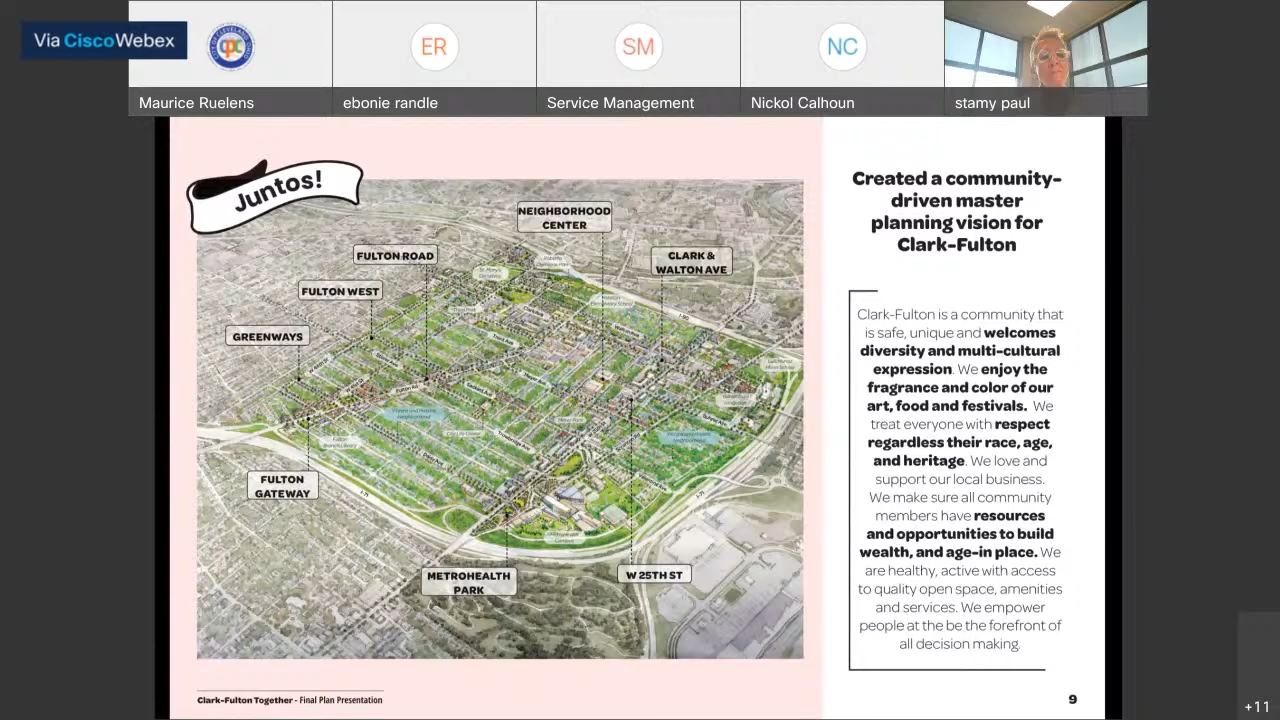 Via Cisco Webex
ER
SM
NC
Maurice Ruelens
ebonie randle
Service Management
Nickol Calhoun
stamy paul
Juntos!
NEIGHBORHOOD
CENTER
FULTON ROAD
CLARK &
WALTON AVE
FULTON WEST
GREENWAYS
FULTON
GATEWAY
METROHEALTH
PARK
W 25TH ST
Created a community-
driven master
planning vision for
Clark-Fulton
Clark-Fulton is a community that
is safe, unique and welcomes
diversity and multi-cultural
expression. We enjoy the
fragrance and color of our
art, food and festivals. We
treat everyone with respect
regardless their race, age,
and heritage. We love and
support our local business.
We make sure all community
members have resources
and opportunities to build
wealth, and age-in place. We
are healthy, active with access
to quality open space, amenities
and services. We empower
people at the be the forefront of
all decision making.
Clark-Fulton Together - Final Plan Presentation
9
+11